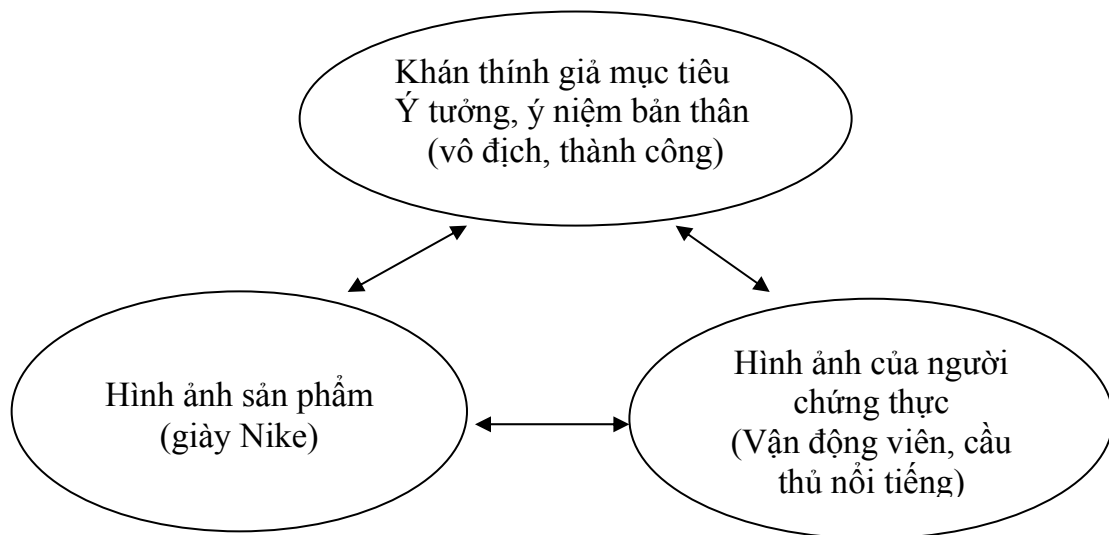 Khán thính giả mục tiêu
Ý tưởng, ý niệm bản thân
(vô địch, thành công)
Hình ảnh sản phẩm
(giày Nike)
Hình ảnh của người
chứng thực
(Vận động viên, cầu
thủ nổi tiếng)